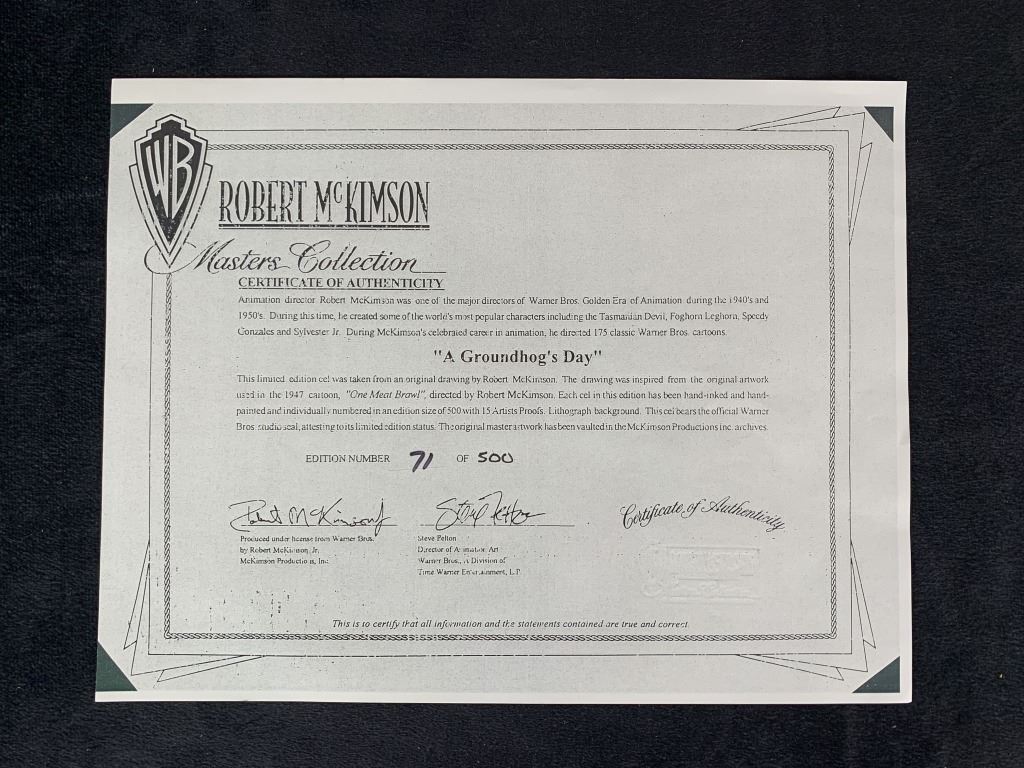 WB
ROBERT McKIMSON
Masters Collection
CERTIFICATE OF AUTHENTICITY
Animation director Robert McKimson was one of the major directors of Warner Bros. Golden Era of Animation during the 1940's and
1950's. During this time, he created some of the world's most popular characters including the Tasmanian Devil, Foghorn Leghorn, Speedy
Gonzales and Sylvester Jr. During McKimson's celebrated career in animation, he directed 175 classic Warner Bros. cartoons.
"A Groundhog's Day"
This limited edition cel was taken from an original drawing by Robert McKimson. The drawing was inspired from the original artwork
used in the 1947 cartoon, "One Meat Brawl", directed by Robert McKimson. Each cel in this edition has been hand-inked and hand-
painted and individually numbered in an edition size of 500 with 15 Artists Proofs. Lithograph background. This cel bears the official Warner
Bros. studio seal, attesting to its limited edition status. The original master artwork has been vaulted in the McKimson Productions inc. archives.
EDITION NUMBER 71 OF 500
Robert McKimson Jr Steve Pelton
Certificate of Authenticity
Produced under license from Warner Bros.
by Robert McKimson, Jr.
McKimson Productions, Inc.
Steve Pelton
Director of Animation Art
Warner Bros., A Division of
Time Warner Entertainment, L.P.
This is to certify that all information and the statements contained are true and correct.